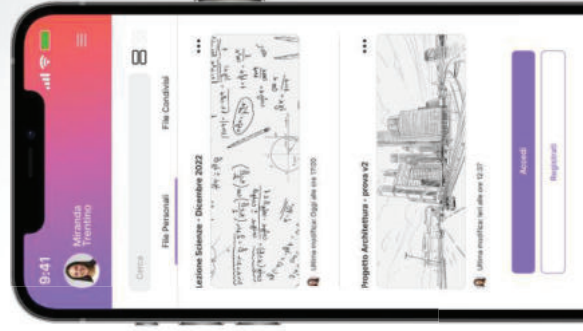 9:41
Miranda
Trentino
Cerca
File Personali
File Condivisi
Lezione Scienze - Dicembre 2022
Ultima modifica: Oggi alle ore 17:00
Progetto Architettura - prova v2
Ultima modifica: Ieri alle ore 12:37
Accedi
Registrati